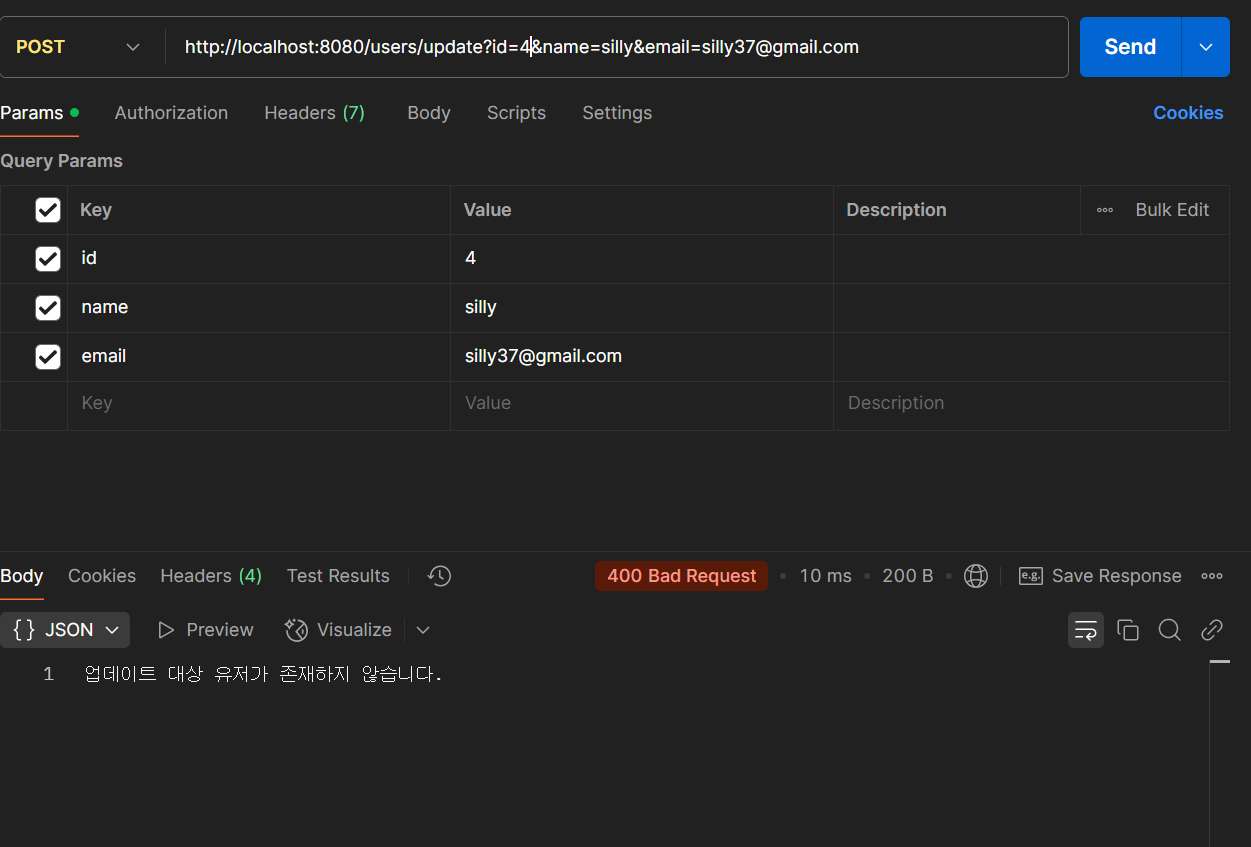 POST http://localhost:8080/users/update?id=4&name=silly&email=silly37@gmail.com Send
Params Authorization Headers (7) Body Scripts Settings Cookies
Query Params
Key Value Description Bulk Edit
id 4
name silly
email silly37@gmail.com
Key Value Description
Body Cookies Headers (4) Test Results 400 Bad Request • 10 ms • 200 B • e.g. Save Response
{} JSON Preview Visualize
1 업데이트 대상 유저가 존재하지 않습니다.